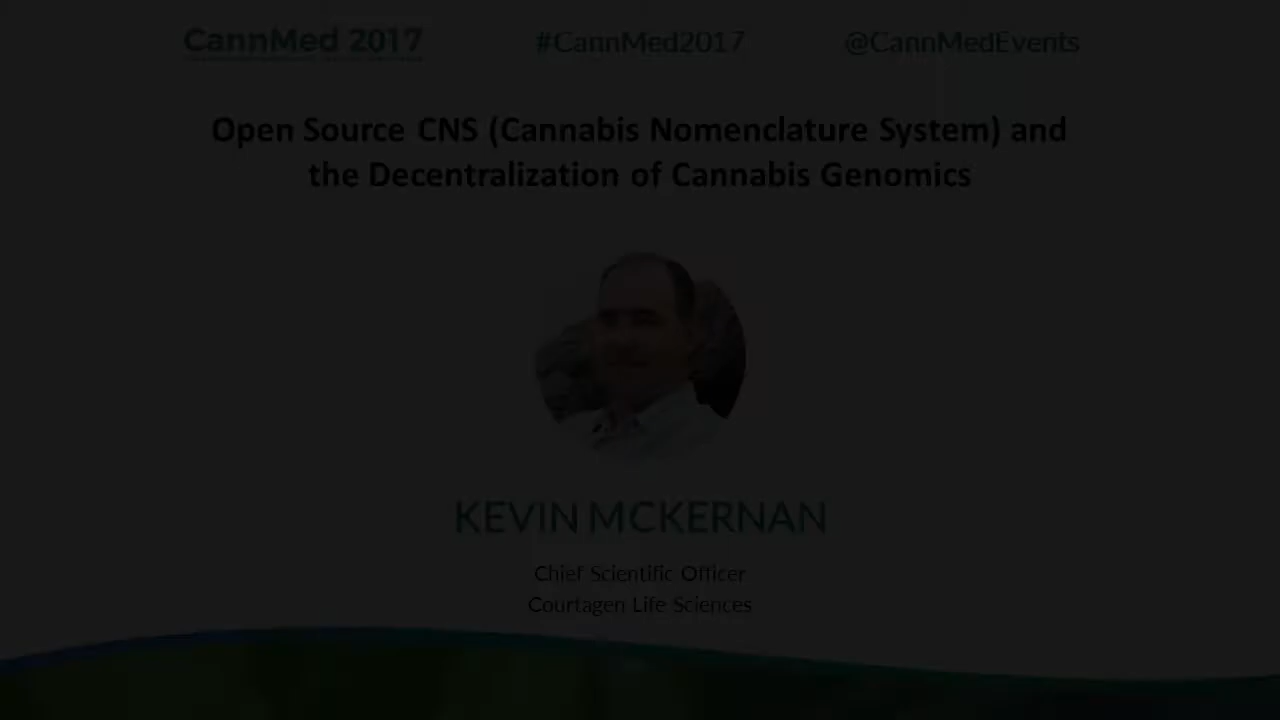 CannMed 2017
#CannMed2017
@CannMedEvents
Open Source CNS (Cannabis Nomenclature System) and
the Decentralization of Cannabis Genomics
KEVIN MCKERNAN
Chief Scientific Officer
Courtagen Life Sciences